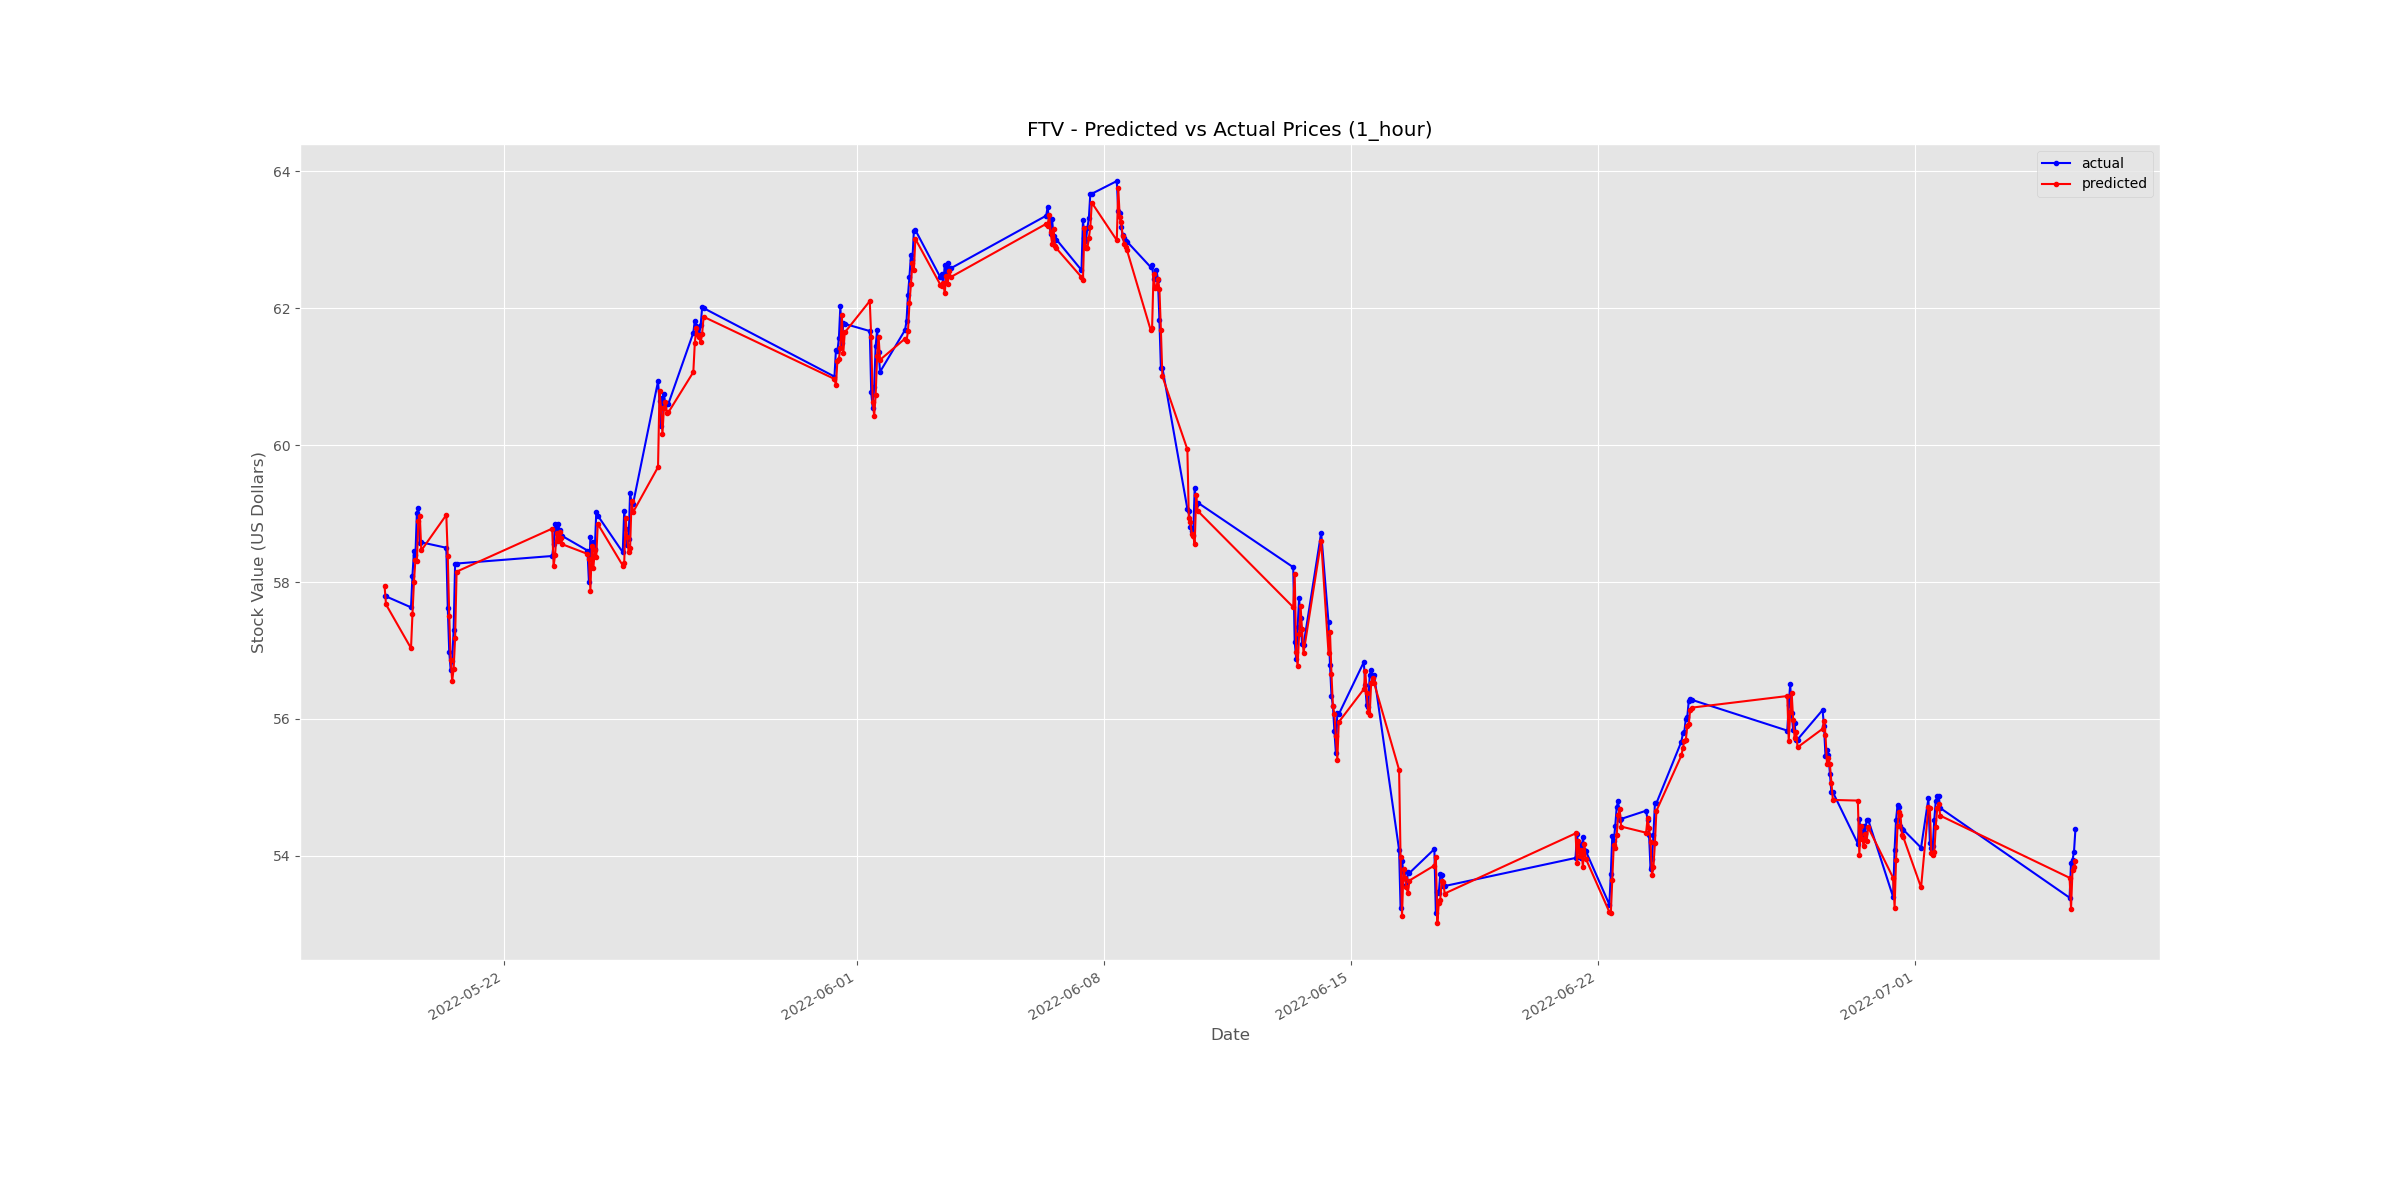 FTV - Predicted vs Actual Prices (1_hour)
actual
predicted
64
62
60
58
56
54
Stock Value (US Dollars)
2022-05-22
2022-06-01
2022-06-08
2022-06-15
2022-06-22
2022-07-01
Date